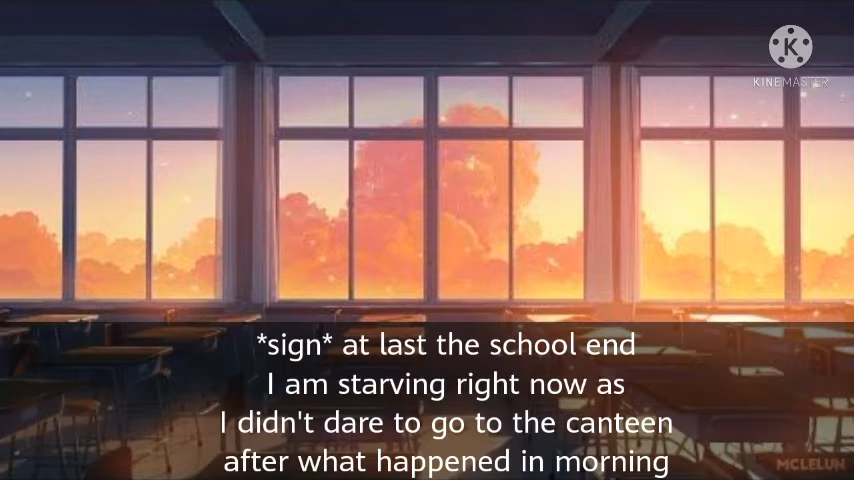 K
KINEMASTER
*sign* at last the school end
I am starving right now as
I didn't dare to go to the canteen
after what happened in morning
MCLELUN